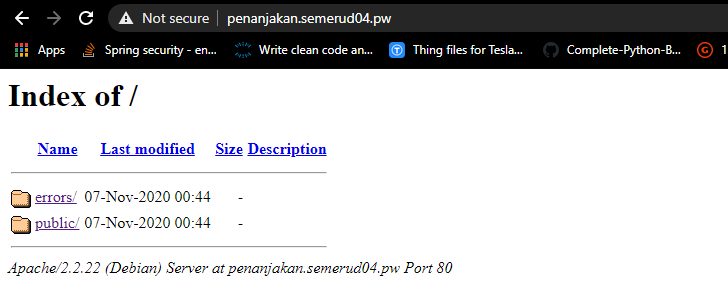 Not secure penanjakan.semerud04.pw
Apps Spring security - en... Write clean code an... Thing files for Tesla... Complete-Python-B... 1
Index of /
Name Last modified Size Description
errors/ 07-Nov-2020 00:44 -
public/ 07-Nov-2020 00:44 -
Apache/2.2.22 (Debian) Server at penanjakan.semerud04.pw Port 80